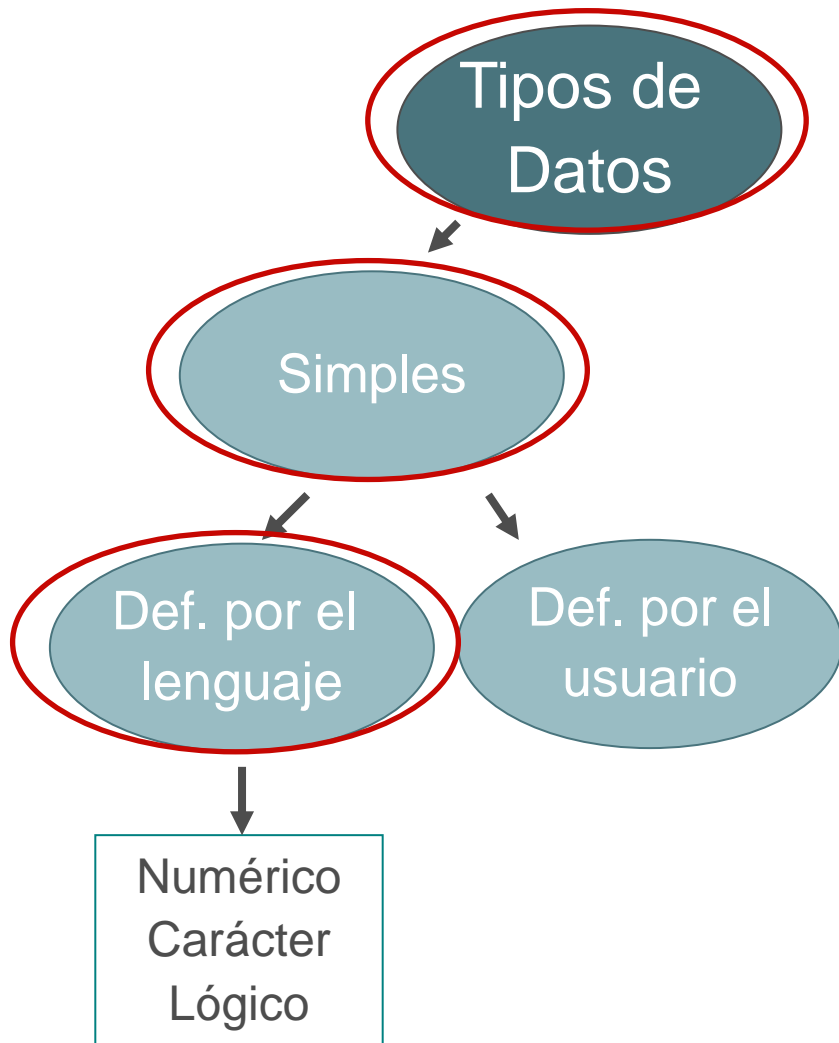 Tipos de
Datos
Simples
Def. por el
lenguaje
Def. por el
usuario
Numérico
Carácter
Lógico